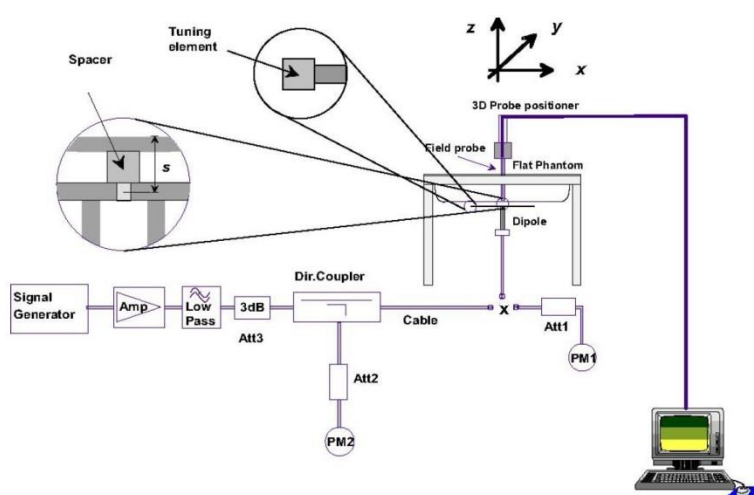 Tuning
element
Spacer
s
z
y
x
3D Probe positioner
Field probe
Flat Phantom
Dipole
Dir.Coupler
Signal
Generator
Amp
Low
Pass
3dB
Att3
Cable
x
Att1
PM1
Att2
PM2